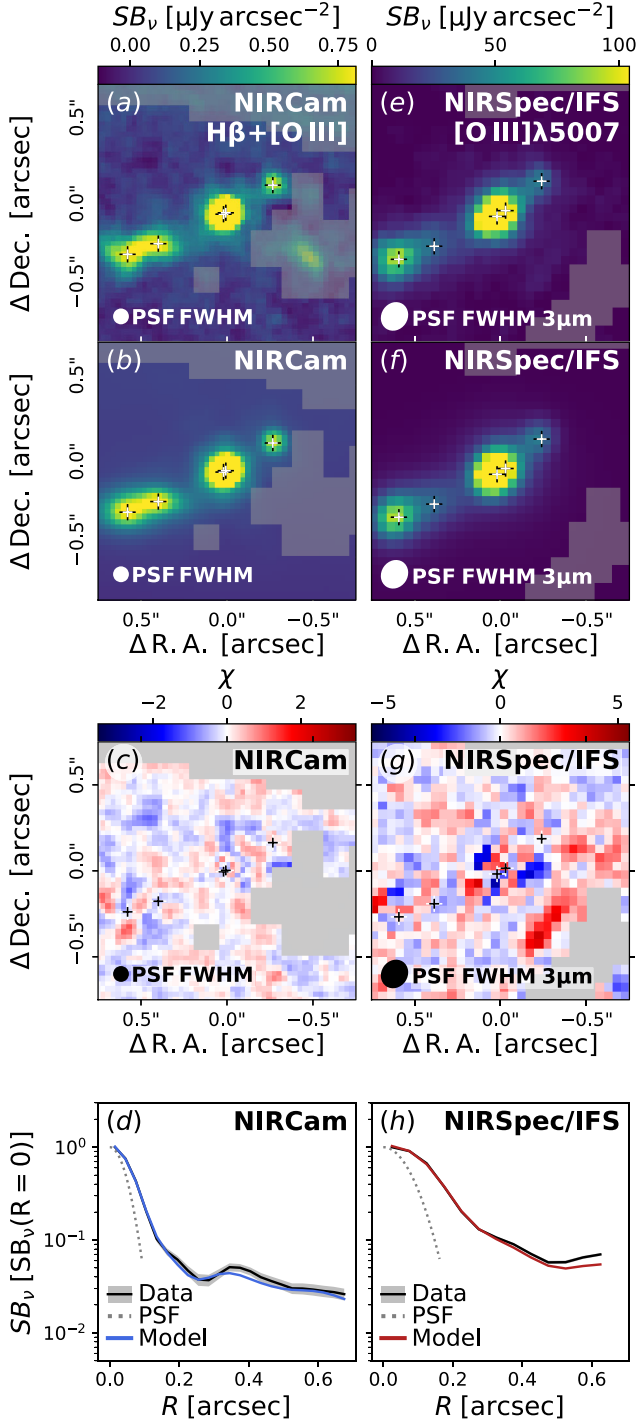 SBν [μJy arcsec−2] SBν [μJy arcsec−2]
0.00 0.25 0.50 0.75 0 50 100
(a) NIRCam (e) NIRSpec/IFS
Hβ+[O III] [O III]λ5007
Δ Dec. [arcsec]
0.5"
0.0"
−0.5"
PSF FWHM PSF FWHM 3μm
(b) NIRCam (f) NIRSpec/IFS
Δ Dec. [arcsec]
0.5"
0.0"
−0.5"
PSF FWHM PSF FWHM 3μm
0.5" 0.0" −0.5" 0.5" 0.0" −0.5"
Δ R. A. [arcsec] Δ R. A. [arcsec]
χ χ
−2 0 2 −5 0 5
(c) NIRCam (g) NIRSpec/IFS
Δ Dec. [arcsec]
0.5"
0.0"
−0.5"
PSF FWHM PSF FWHM 3μm
0.5" 0.0" −0.5" 0.5" 0.0" −0.5"
Δ R. A. [arcsec] Δ R. A. [arcsec]
(d) NIRCam (h) NIRSpec/IFS
SBν [SBν(R = 0)]
10^0
10^−1
10^−2
Data Data
PSF PSF
Model Model
0.0 0.2 0.4 0.6 0.0 0.2 0.4 0.6
R [arcsec] R [arcsec]